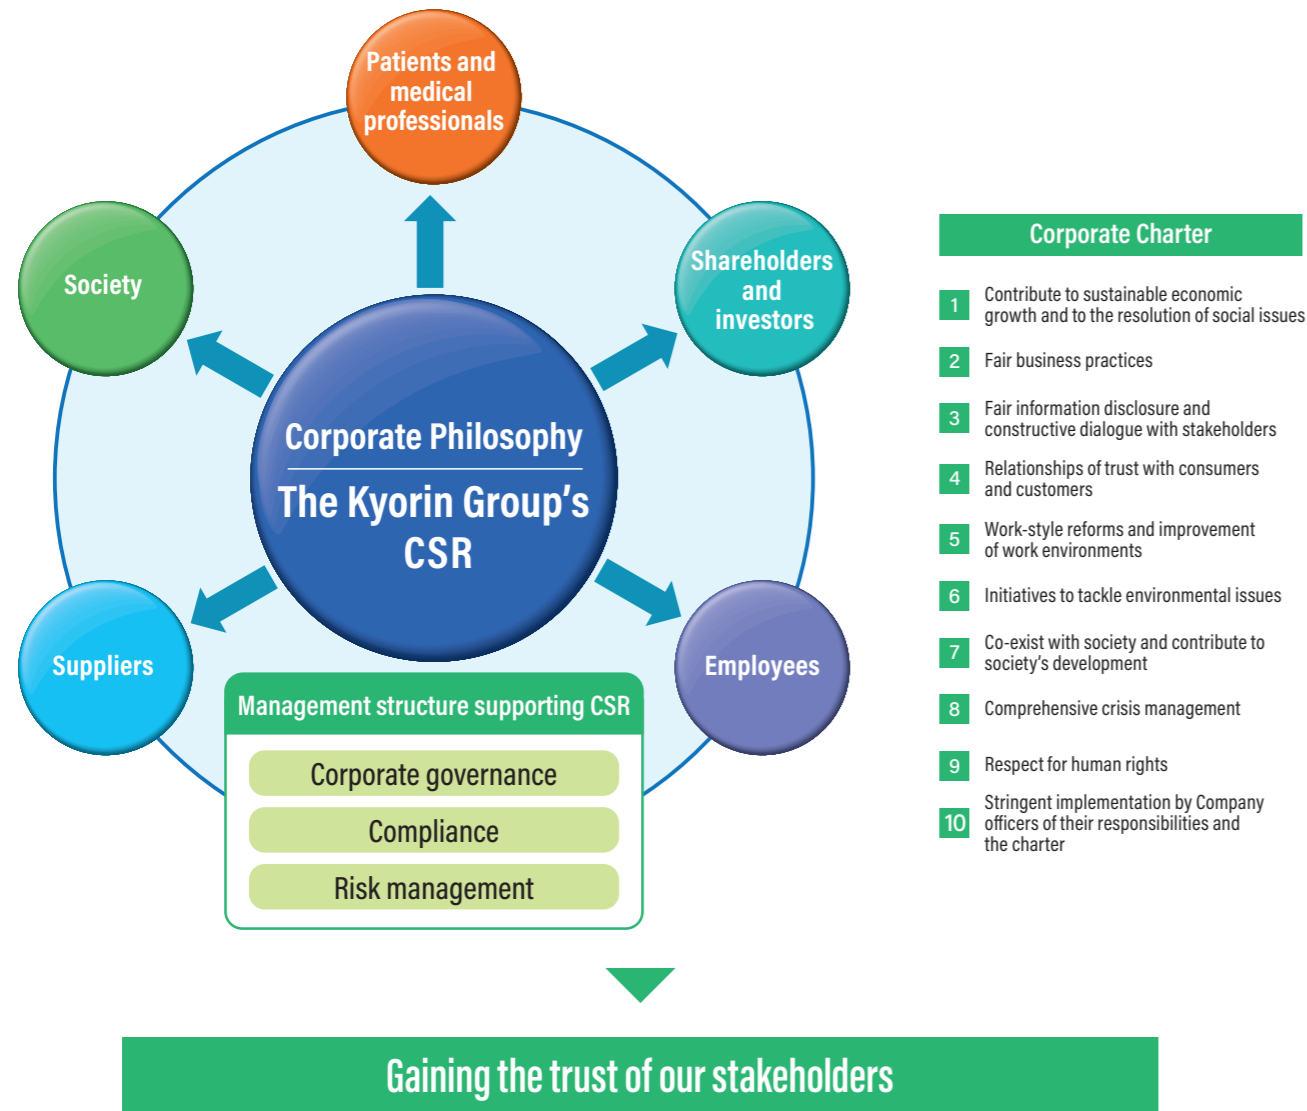 Patients and
medical
professionals
Society
Shareholders
and
investors
Corporate Philosophy
The Kyorin Group's
CSR
Suppliers
Employees
Management structure supporting CSR
Corporate governance
Compliance
Risk management
Corporate Charter
1 Contribute to sustainable economic
growth and to the resolution of social issues
2 Fair business practices
3 Fair information disclosure and
constructive dialogue with stakeholders
4 Relationships of trust with consumers
and customers
5 Work-style reforms and improvement
of work environments
6 Initiatives to tackle environmental issues
7 Co-exist with society and contribute to
society's development
8 Comprehensive crisis management
9 Respect for human rights
10 Stringent implementation by Company
officers of their responsibilities and
the charter
Gaining the trust of our stakeholders